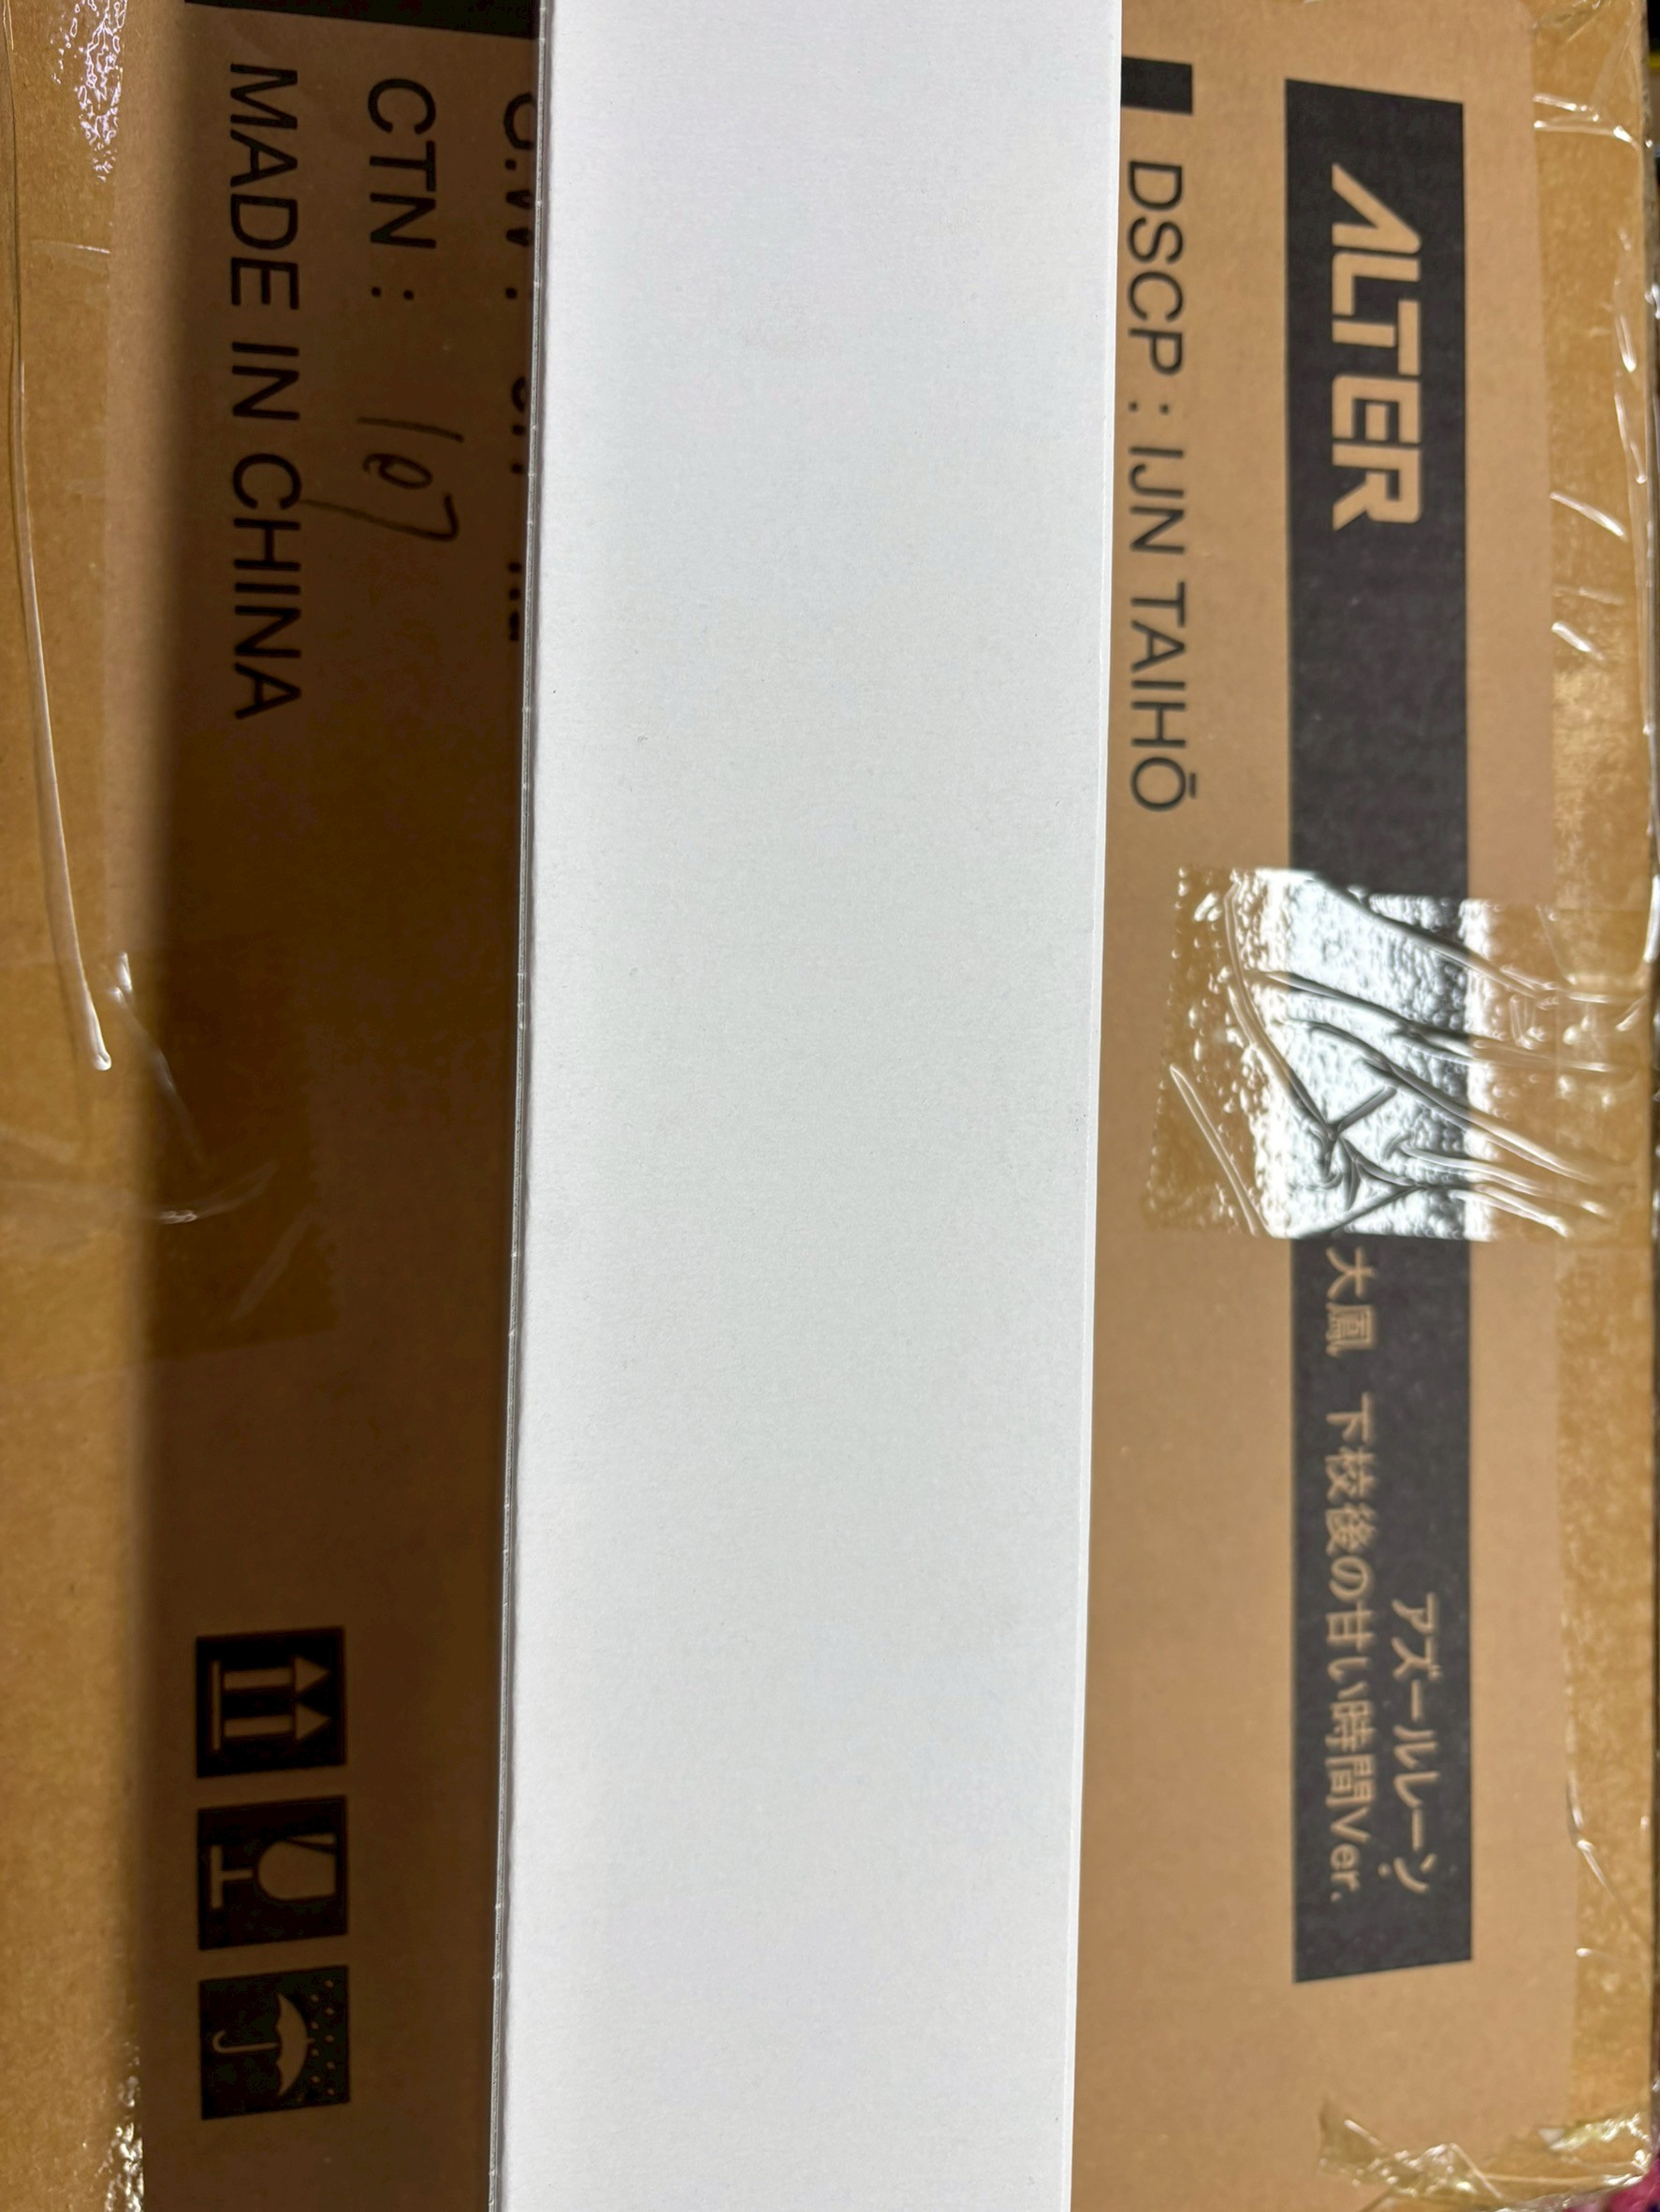 ALTER
アズールレーン
大鳳 下校後の甘い時間Ver.
DSCP : IJN TAIHŌ
CTN : 107
MADE IN CHINA